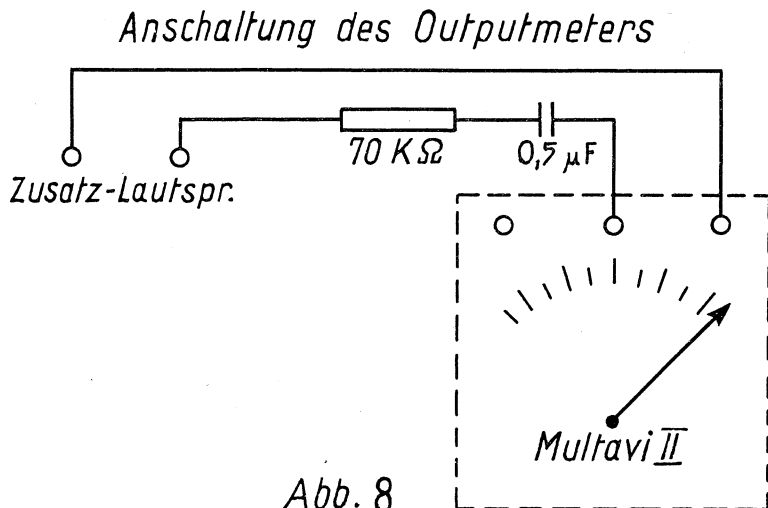 Anschaltung des Outputmeters
70 KΩ
0,5 µF
Zusatz-Lautspr.
Multavi II
Abb. 8